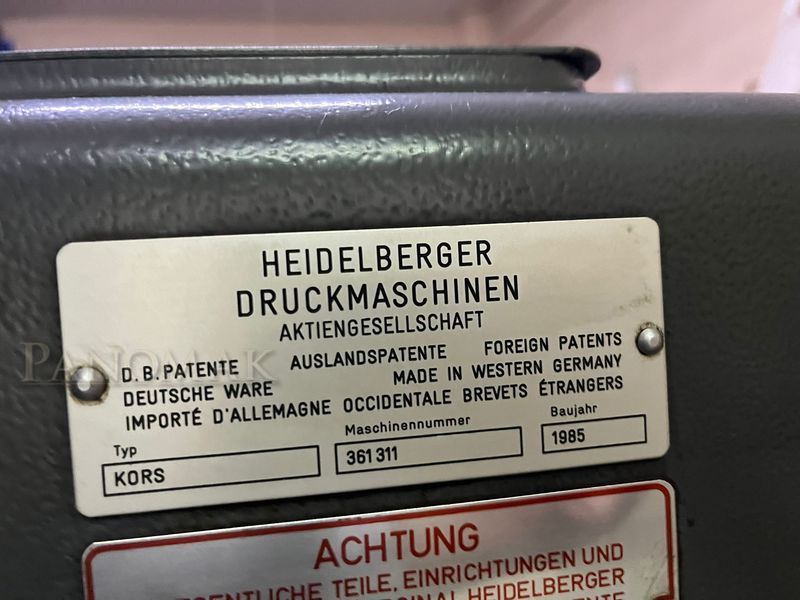 HEIDELBERGER
DRUCKMASCHINEN
AKTIENGESELLSCHAFT
D.B. PATENTE AUSLANDSPATENTE FOREIGN PATENTS
DEUTSCHE WARE MADE IN WESTERN GERMANY
IMPORTÉ D'ALLEMAGNE OCCIDENTALE BREVETS ÉTRANGERS
Typ Maschinennummer Baujahr
KORS 361 311 1985
PANOMAK
ACHTUNG
TEILE, EINRICHTUNGEN UND
HEIDELBERGER